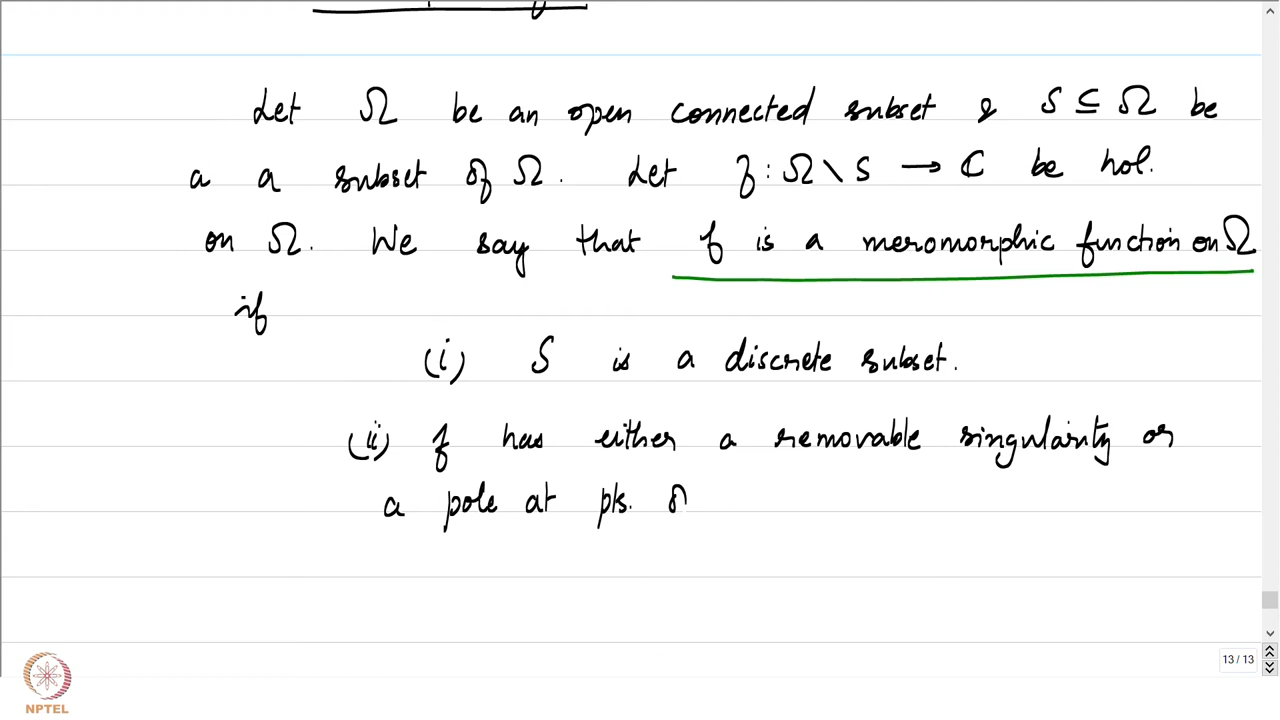 Let Ω be an open connected subset & S ⊆ Ω be
a a subset of Ω. Let f : Ω \ S → ℂ be hol.
on Ω. We say that f is a meromorphic function on Ω
if
(i) S is a discrete subset.
(ii) f has either a removable singularity or
a pole at pts.
13 / 13
NPTEL